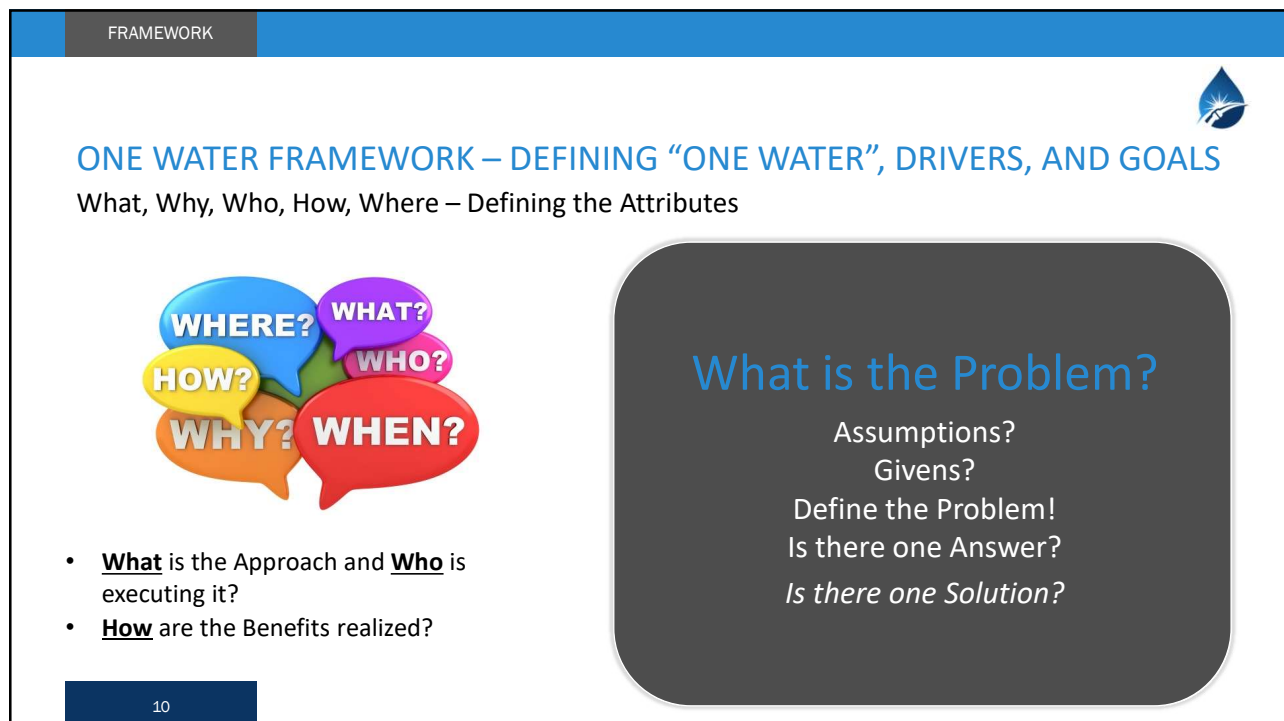 FRAMEWORK
ONE WATER FRAMEWORK – DEFINING “ONE WATER”, DRIVERS, AND GOALS
What, Why, Who, How, Where – Defining the Attributes
WHERE?
WHAT?
HOW?
WHO?
WHY?
WHEN?
• What is the Approach and Who is
executing it?
• How are the Benefits realized?
What is the Problem?
Assumptions?
Givens?
Define the Problem!
Is there one Answer?
Is there one Solution?
10